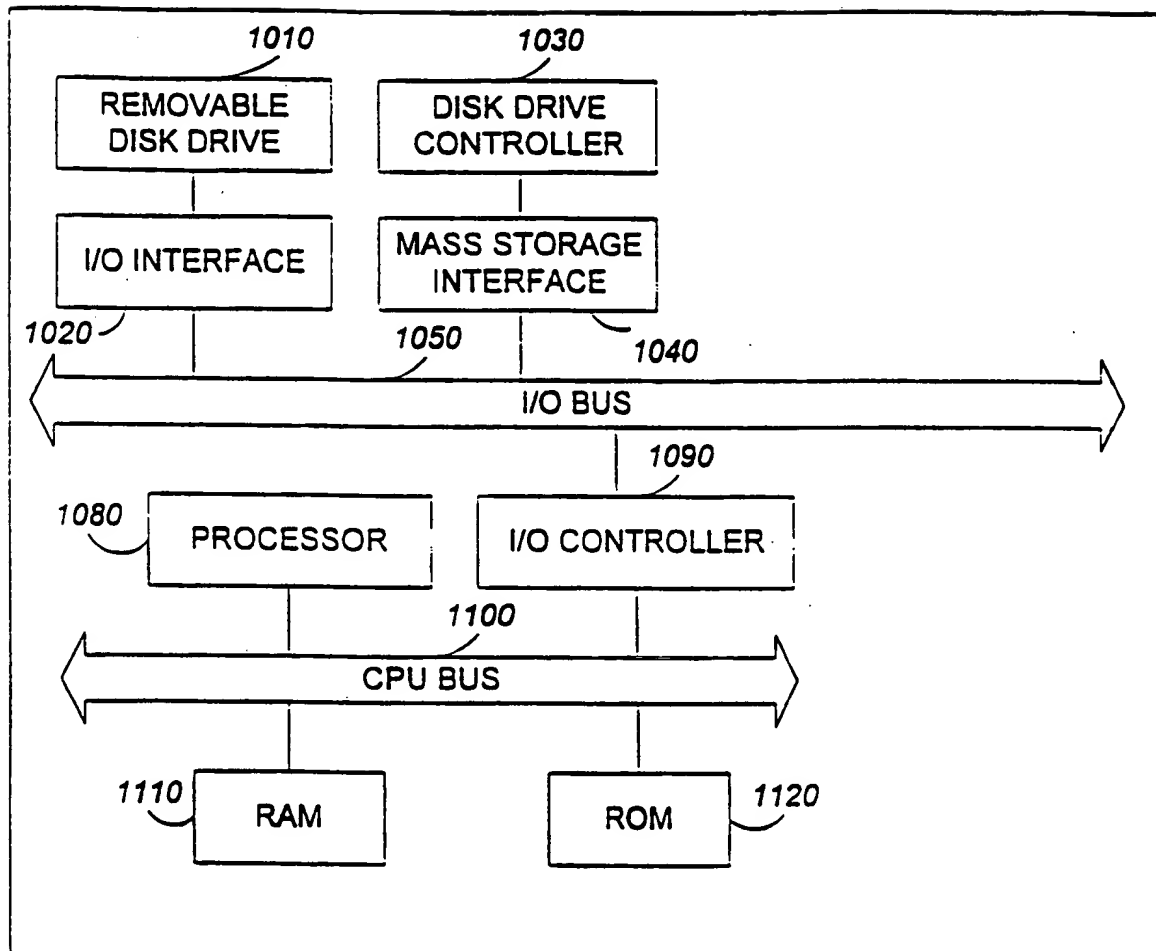 1010
1030
REMOVABLE
DISK DRIVE
DISK DRIVE
CONTROLLER
I/O INTERFACE
MASS STORAGE
INTERFACE
1020
1050
1040
I/O BUS
1090
1080
PROCESSOR
I/O CONTROLLER
1100
CPU BUS
1110
RAM
ROM
1120